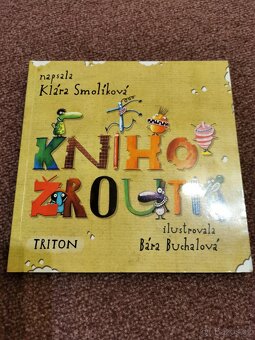 napsala
Klára Smolíková
KNIHO
ŽROUTI
ilustrovala
TRITON
Bára Buchalová